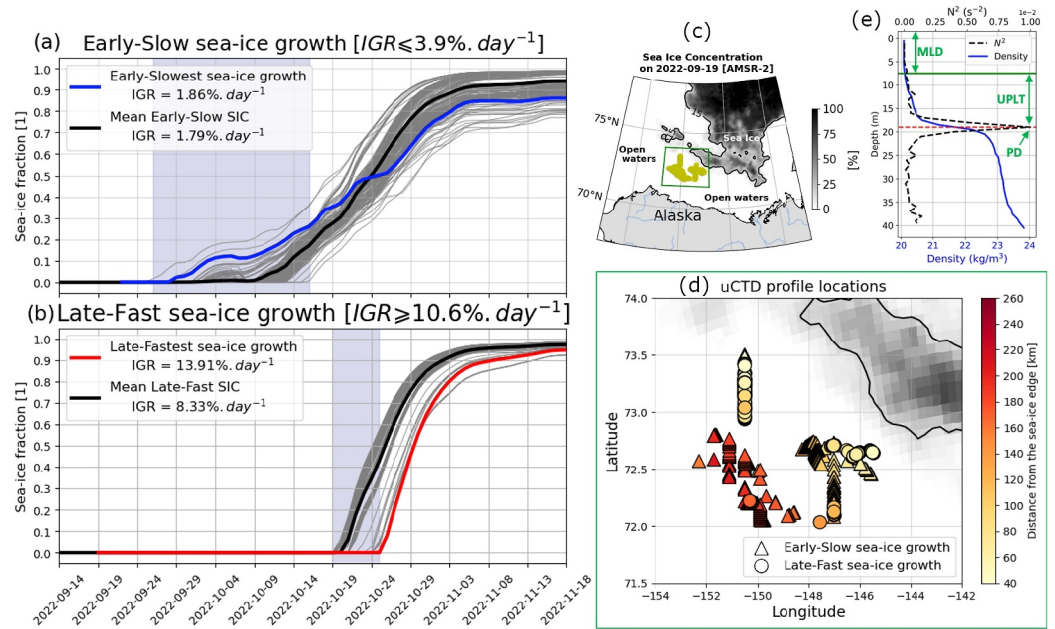 (a) Early-Slow sea-ice growth [IGR⩽3.9%.day⁻¹]
Sea-ice fraction [1]
1.0
0.9
0.8
0.7
0.6
0.5
0.4
0.3
0.2
0.1
0.0
Early-Slowest sea-ice growth
IGR = 1.86%.day⁻¹
Mean Early-Slow SIC
IGR = 1.79%.day⁻¹
(b) Late-Fast sea-ice growth [IGR⩾10.6%.day⁻¹]
Sea-ice fraction [1]
1.0
0.9
0.8
0.7
0.6
0.5
0.4
0.3
0.2
0.1
0.0
Late-Fastest sea-ice growth
IGR = 13.91%.day⁻¹
Mean Late-Fast SIC
IGR = 8.33%.day⁻¹
2022-09-14
2022-09-19
2022-09-24
2022-09-29
2022-10-04
2022-10-09
2022-10-14
2022-10-19
2022-10-24
2022-10-29
2022-11-03
2022-11-08
2022-11-13
2022-11-18
(c)
Sea Ice Concentration
on 2022-09-19 [AMSR-2]
75°N
70°N
Sea Ice
Open
waters
Open waters
Alaska
100
75
50
25
0
[%]
(e)
N² (s⁻²)
1e-2
0.00 0.25 0.50 0.75 1.00
N²
Density
MLD
UPLT
PD
Depth (m)
0
5
10
15
20
25
30
35
40
20 21 22 23 24
Density (kg/m³)
(d) uCTD profile locations
Latitude
74.0
73.5
73.0
72.5
72.0
71.5
Early-Slow sea-ice growth
Late-Fast sea-ice growth
−154 −152 −150 −148 −146 −144 −142
Longitude
260
240
220
200
180
160
140
120
100
80
60
40
Distance from the sea-ice edge [km]